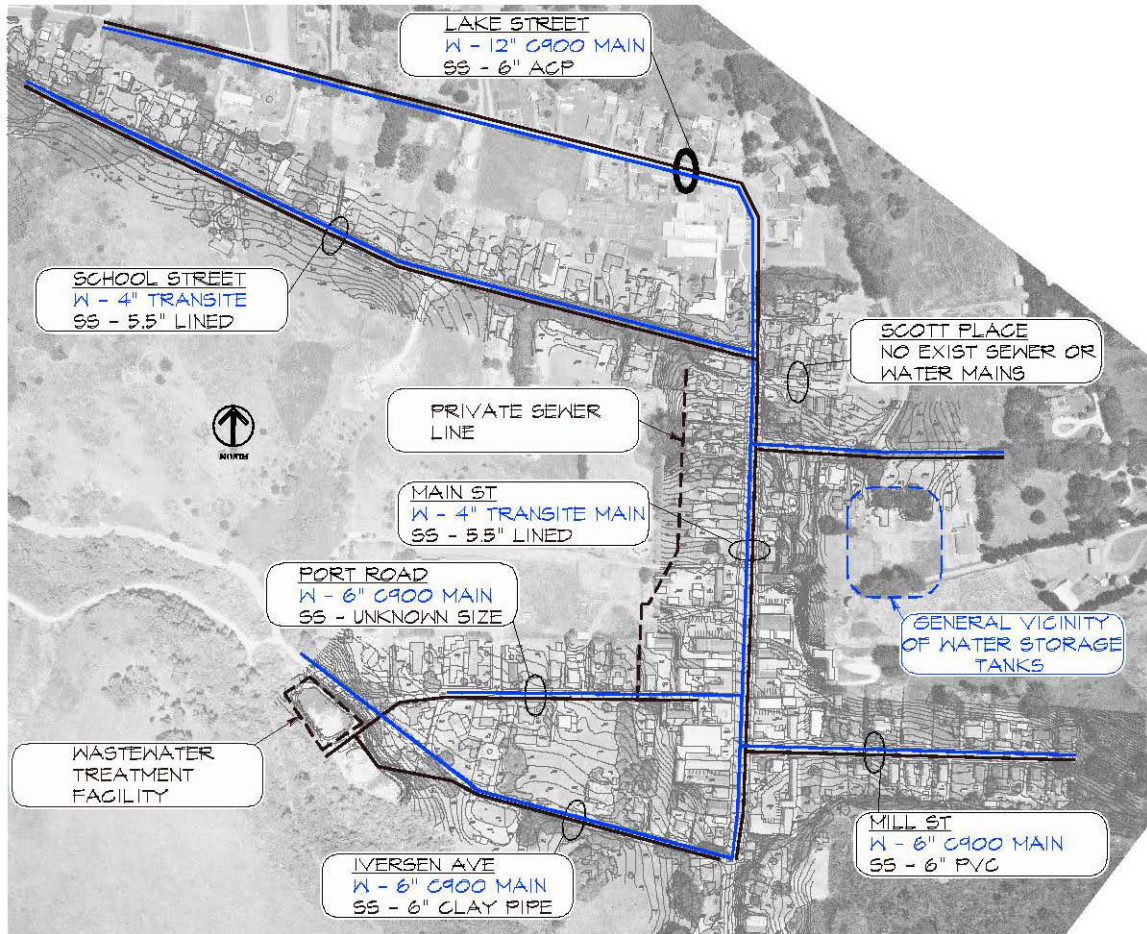 LAKE STREET
W - 12" C900 MAIN
SS - 6" ACP
SCHOOL STREET
W - 4" TRANSITE
SS - 5.5" LINED
SCOTT PLACE
NO EXIST SEWER OR
WATER MAINS
PRIVATE SEWER
LINE
NORTH
MAIN ST
W - 4" TRANSITE MAIN
SS - 5.5" LINED
PORT ROAD
W - 6" C900 MAIN
SS - UNKNOWN SIZE
GENERAL VICINITY
OF WATER STORAGE
TANKS
WASTEWATER
TREATMENT
FACILITY
MILL ST
W - 6" C900 MAIN
SS - 6" PVC
IVERSEN AVE
W - 6" C900 MAIN
SS - 6" CLAY PIPE